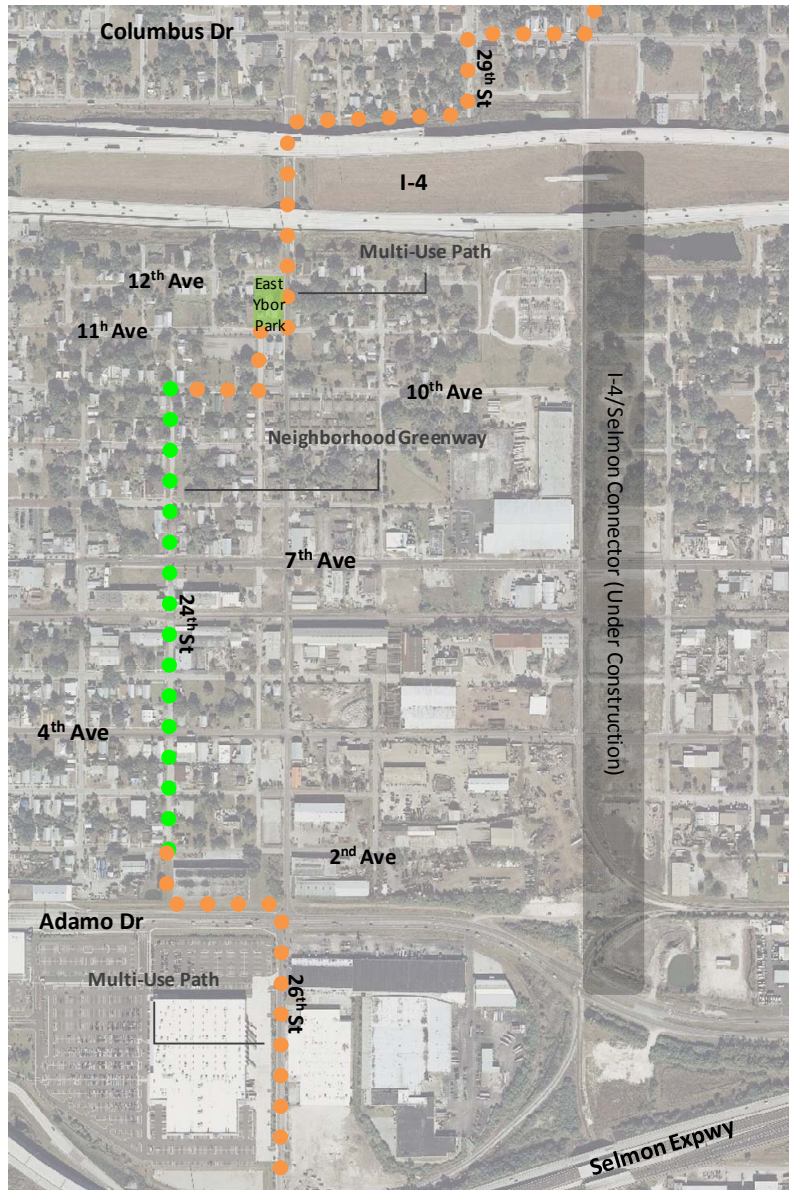 Columbus Dr
29th St
I-4
Multi-Use Path
12th Ave
East
Ybor
Park
11h Ave
10th Ave
I-4/Selmon Connector (Under Construction)
Neighborhood Greenway
7th Ave
24th St
4th Ave
2nd Ave
Adamo Dr
Multi-Use Path
26th St
Selmon Expwy